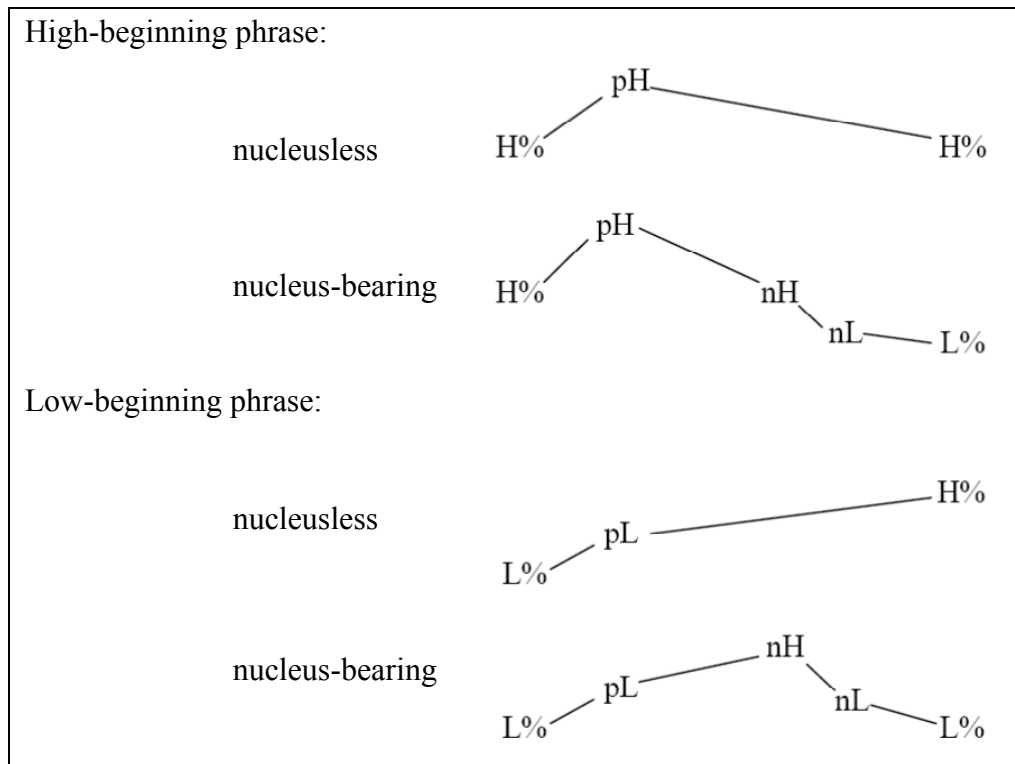 High-beginning phrase:
pH
nucleusless H% H%
pH
nucleus-bearing H% nH
nL L%
Low-beginning phrase:
H%
nucleusless pL
L%
nH
nucleus-bearing pL nL
L% L%